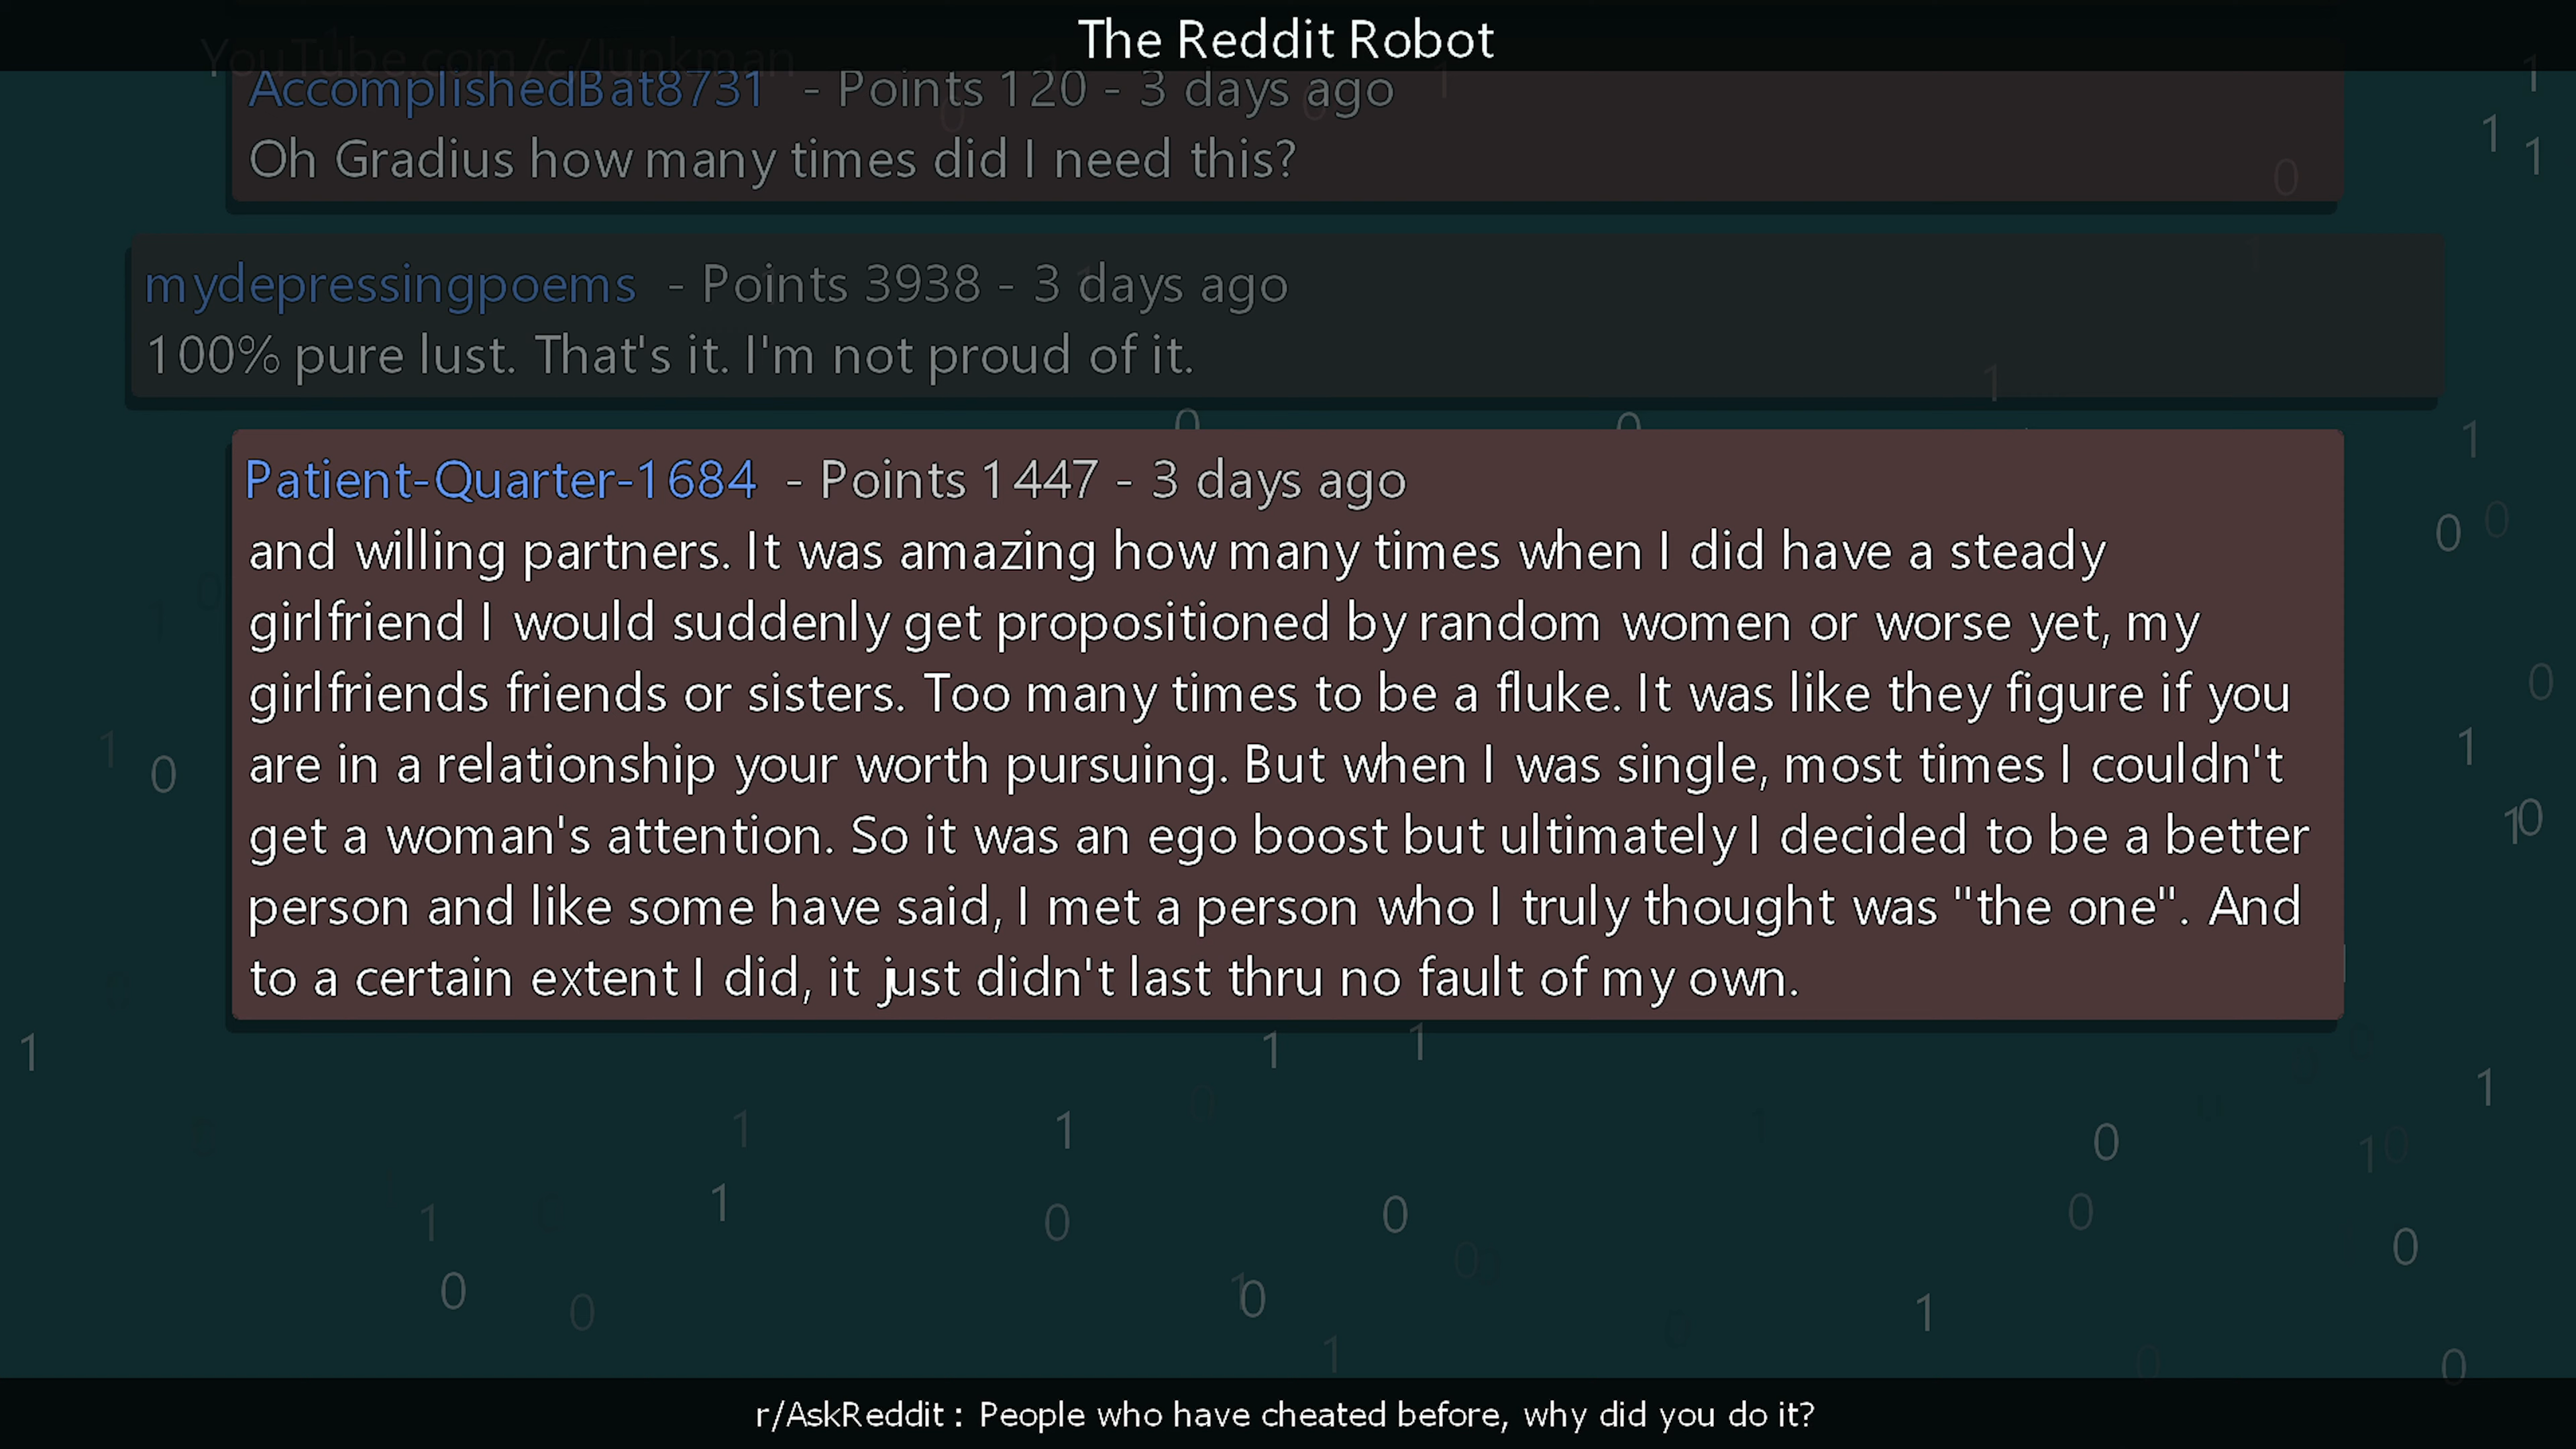 The Reddit Robot
YouTube.com/c/Junkman
AccomplishedBat8731 - Points 120 - 3 days ago
Oh Gradius how many times did I need this?
mydepressingpoems - Points 3938 - 3 days ago
100% pure lust. That's it. I'm not proud of it.
Patient-Quarter-1684 - Points 1447 - 3 days ago
and willing partners. It was amazing how many times when I did have a steady
girlfriend I would suddenly get propositioned by random women or worse yet, my
girlfriends friends or sisters. Too many times to be a fluke. It was like they figure if you
are in a relationship your worth pursuing. But when I was single, most times I couldn't
get a woman's attention. So it was an ego boost but ultimately I decided to be a better
person and like some have said, I met a person who I truly thought was "the one". And
to a certain extent I did, it just didn't last thru no fault of my own.
r/AskReddit : People who have cheated before, why did you do it?